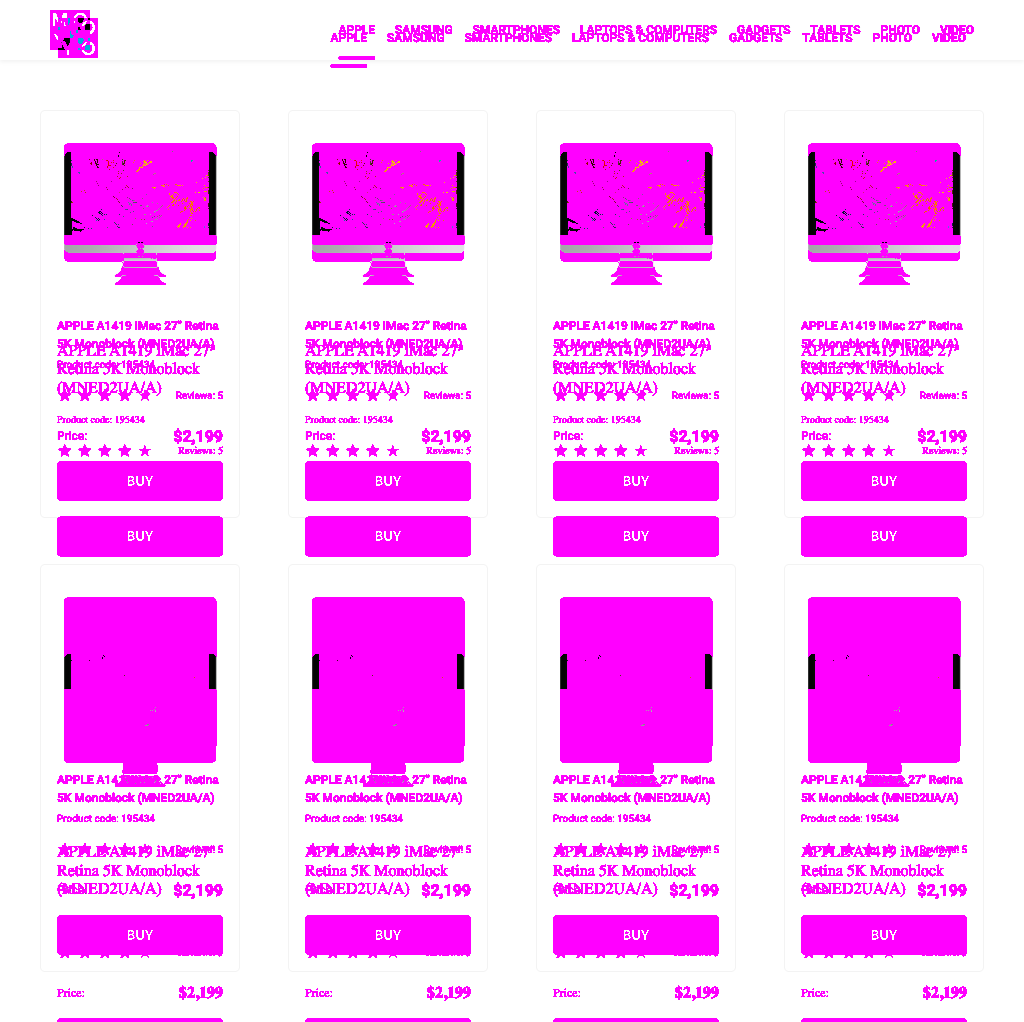 MO
YO
APPLE SAMSUNG SMARTPHONES LAPTOPS & COMPUTERS GADGETS TABLETS PHOTO VIDEO
APPLE SAMSUNG SMARTPHONES LAPTOPS & COMPUTERS GADGETS TABLETS PHOTO VIDEO
APPLE A1419 iMac 27" Retina APPLE A1419 iMac 27" Retina APPLE A1419 iMac 27" Retina APPLE A1419 iMac 27" Retina
5K Monoblock (MNED2UA/A) 5K Monoblock (MNED2UA/A) 5K Monoblock (MNED2UA/A) 5K Monoblock (MNED2UA/A)
APPLE A1419 iMac 27" APPLE A1419 iMac 27" APPLE A1419 iMac 27" APPLE A1419 iMac 27"
Product code: 195434 Product code: 195434 Product code: 195434 Product code: 195434
Retina 5K Monoblock Retina 5K Monoblock Retina 5K Monoblock Retina 5K Monoblock
(MNED2UA/A) (MNED2UA/A) (MNED2UA/A) (MNED2UA/A)
Reviews: 5 Reviews: 5 Reviews: 5 Reviews: 5
Product code: 195434 Product code: 195434 Product code: 195434 Product code: 195434
Price: $2,199 Price: $2,199 Price: $2,199 Price: $2,199
Reviews: 5 Reviews: 5 Reviews: 5 Reviews: 5
BUY BUY BUY BUY
BUY BUY BUY BUY
APPLE A1419 iMac 27" Retina APPLE A1419 iMac 27" Retina APPLE A1419 iMac 27" Retina APPLE A1419 iMac 27" Retina
5K Monoblock (MNED2UA/A) 5K Monoblock (MNED2UA/A) 5K Monoblock (MNED2UA/A) 5K Monoblock (MNED2UA/A)
Product code: 195434 Product code: 195434 Product code: 195434 Product code: 195434
Reviews: 5 Reviews: 5 Reviews: 5 Reviews: 5
APPLE A1419 iMac 27" APPLE A1419 iMac 27" APPLE A1419 iMac 27" APPLE A1419 iMac 27"
Retina 5K Monoblock Retina 5K Monoblock Retina 5K Monoblock Retina 5K Monoblock
(MNED2UA/A) $2,199 (MNED2UA/A) $2,199 (MNED2UA/A) $2,199 (MNED2UA/A) $2,199
BUY BUY BUY BUY
Price: $2,199 Price: $2,199 Price: $2,199 Price: $2,199